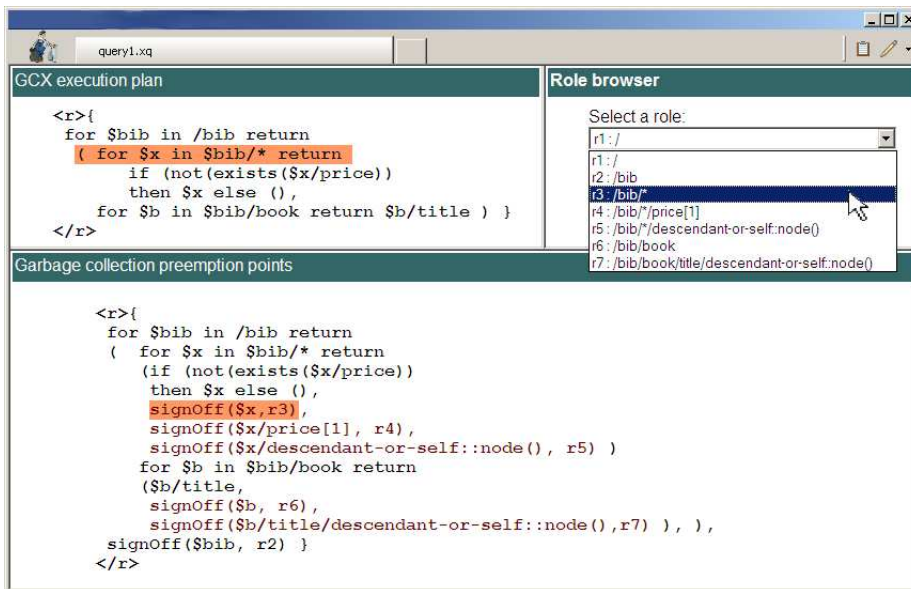 query1.xq
GCX execution plan
<r>{
for $bib in /bib return
( for $x in $bib/* return
if (not(exists($x/price))
then $x else (),
for $b in $bib/book return $b/title ) }
</r>
Role browser
Select a role:
r1 : /
r1 : /
r2 : /bib
r3 : /bib/*
r4 : /bib/*/price[1]
r5 : /bib/*/descendant-or-self::node()
r6 : /bib/book
r7 : /bib/book/title/descendant-or-self::node()
Garbage collection preemption points
<r>{
for $bib in /bib return
( for $x in $bib/* return
(if (not(exists($x/price))
then $x else (),
signOff($x,r3),
signOff($x/price[1], r4),
signOff($x/descendant-or-self::node(), r5) )
for $b in $bib/book return
($b/title,
signOff($b, r6),
signOff($b/title/descendant-or-self::node(),r7) ), ),
signOff($bib, r2) }
</r>